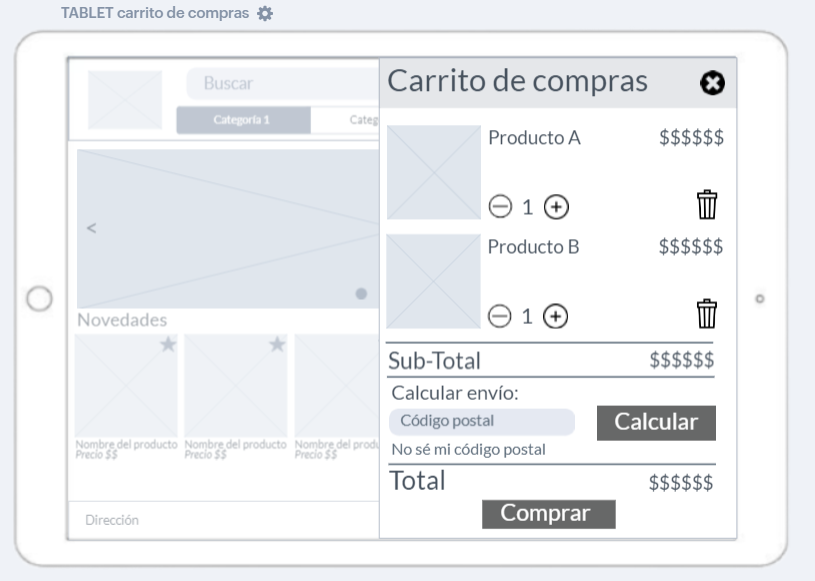 TABLET carrito de compras
Buscar
Categoría 1
Categ
<
Novedades
Nombre del producto
Precio $$
Nombre del producto
Precio $$
Nombre del produ
Precio $$
Dirección
Carrito de compras
Producto A $$$$$$
1
Producto B $$$$$$
1
Sub-Total $$$$$$
Calcular envío:
Código postal
Calcular
No sé mi código postal
Total $$$$$$
Comprar